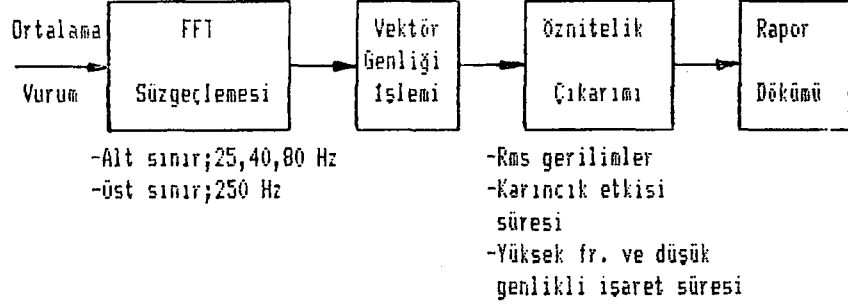 Ortalama
Vurum
FFT
Süzgeçlemesi
Vektör
Genliği
İşlemi
Öznitelik
Çıkarımı
Rapor
Dökümü
-Alt sınır;25,40,80 Hz
-üst sınır;250 Hz
-Rms gerilimler
-Karıncık etkisi
süresi
-Yüksek fr. ve düşük
genlikli işaret süresi